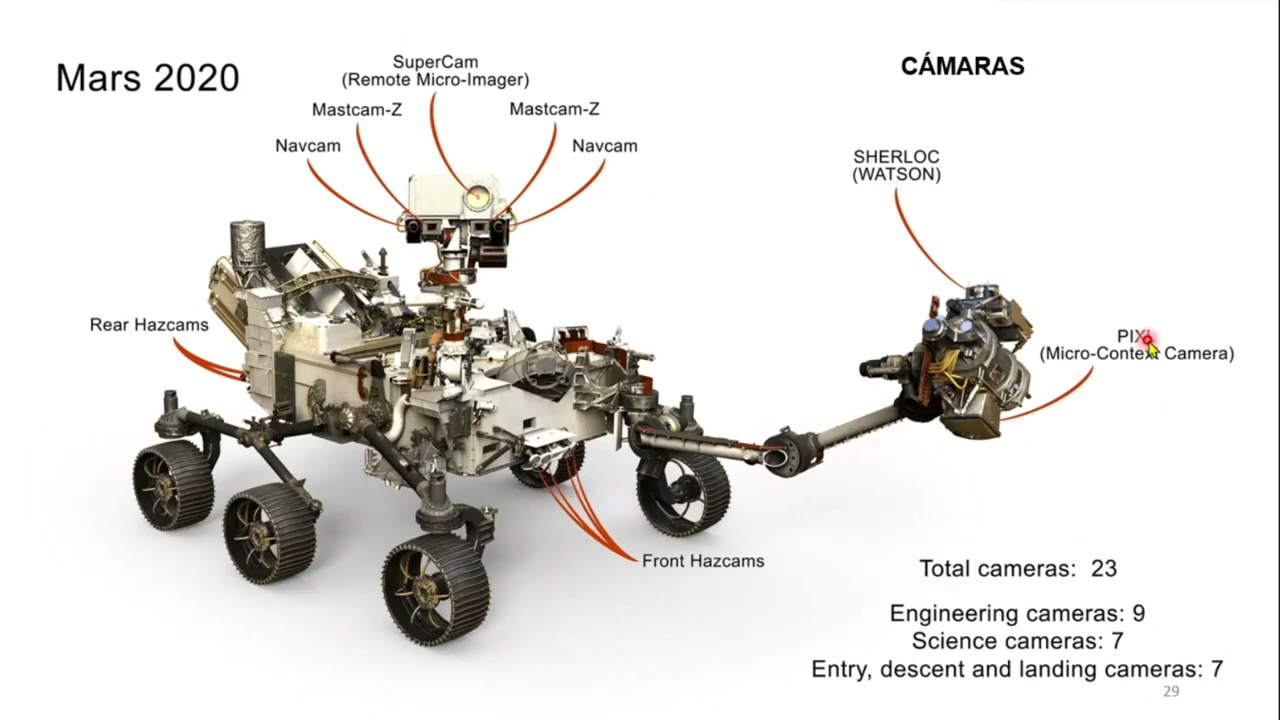 Mars 2020
SuperCam
(Remote Micro-Imager)
Mastcam-Z
Mastcam-Z
Navcam
Navcam
CÁMARAS
SHERLOC
(WATSON)
Rear Hazcams
PIXL
(Micro-Context Camera)
Front Hazcams
Total cameras: 23
Engineering cameras: 9
Science cameras: 7
Entry, descent and landing cameras: 7
29